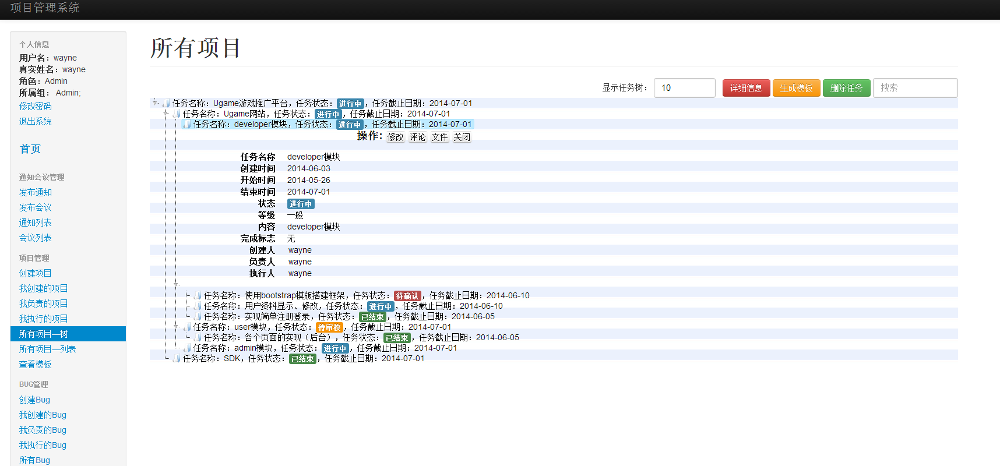 项目管理系统
个人信息
用户名：wayne
真实姓名：wayne
角色：Admin
所属组： Admin;
修改密码
退出系统
首页
通知会议管理
发布通知
发布会议
通知列表
会议列表
项目管理
创建项目
我创建的项目
我负责的项目
我执行的项目
所有项目—树
所有项目—列表
查看模板
BUG管理
创建Bug
我创建的Bug
我负责的Bug
我执行的Bug
所有Bug
所有项目
显示任务树： 10 详细信息 生成模板 删除任务 搜索
任务名称：Ugame游戏推广平台，任务状态：进行中，任务截止日期：2014-07-01
任务名称：Ugame网站，任务状态：进行中，任务截止日期：2014-07-01
任务名称：developer模块，任务状态：进行中，任务截止日期：2014-07-01
操作：修改 评论 文件 关闭
任务名称 developer模块
创建时间 2014-06-03
开始时间 2014-05-26
结束时间 2014-07-01
状态 进行中
等级 一般
内容 developer模块
完成标志 无
创建人 wayne
负责人 wayne
执行人 wayne
任务名称：使用bootstrap模版搭建框架，任务状态：待确认，任务截止日期：2014-06-10
任务名称：用户资料显示、修改，任务状态：进行中，任务截止日期：2014-06-10
任务名称：实现简单注册登录，任务状态：已结束，任务截止日期：2014-06-05
任务名称：user模块，任务状态：待审核，任务截止日期：2014-07-01
任务名称：各个页面的实现（后台），任务状态：已结束，任务截止日期：2014-06-05
任务名称：admin模块，任务状态：进行中，任务截止日期：2014-07-01
任务名称：SDK，任务状态：已结束，任务截止日期：2014-07-01